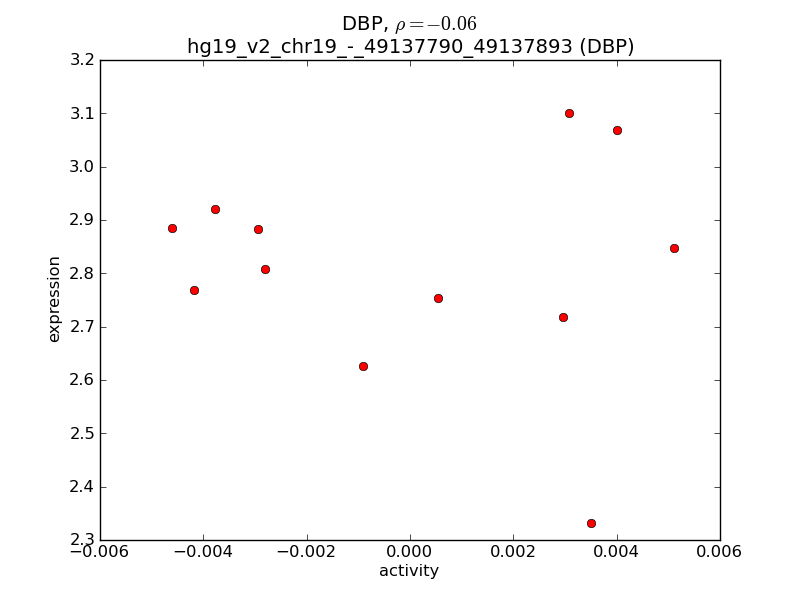 DBP, ρ = −0.06
hg19_v2_chr19_-_49137790_49137893 (DBP)
3.2
3.1
3.0
2.9
2.8
2.7
2.6
2.5
2.4
2.3
expression
−0.006 −0.004 −0.002 0.000 0.002 0.004 0.006
activity